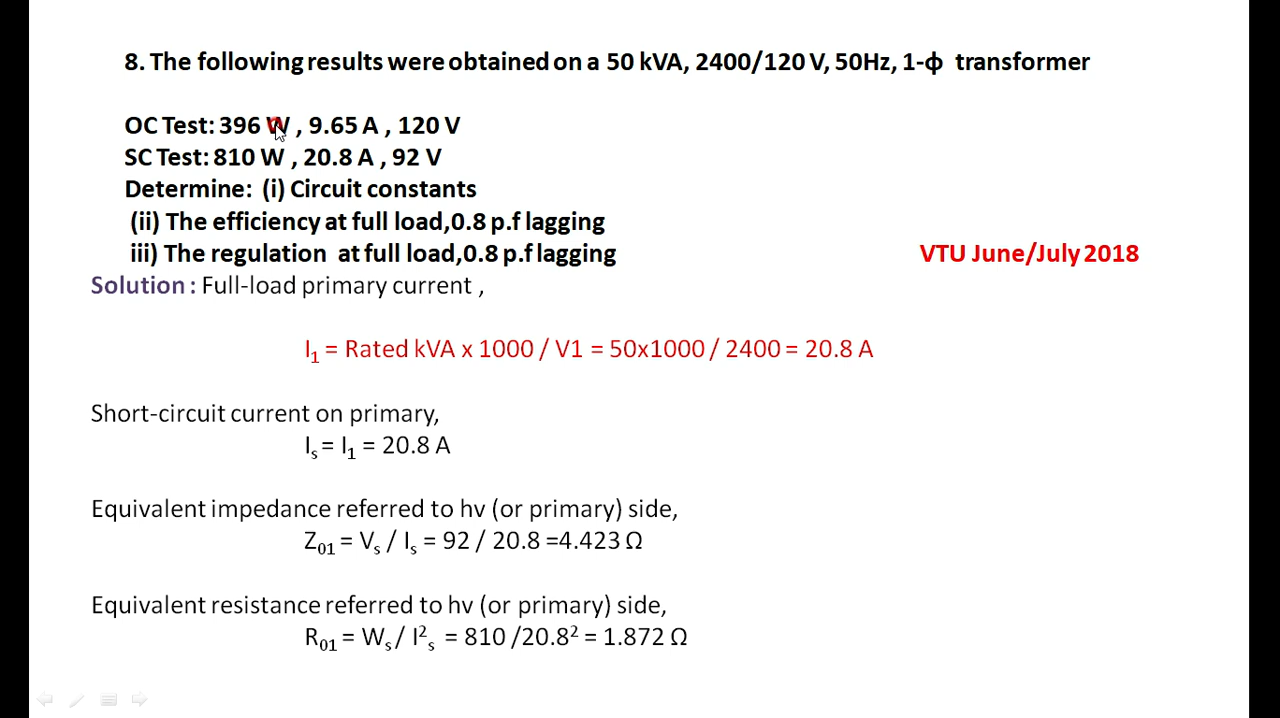 8. The following results were obtained on a 50 kVA, 2400/120 V, 50Hz, 1-ф transformer
OC Test: 396 W , 9.65 A , 120 V
SC Test: 810 W , 20.8 A , 92 V
Determine: (i) Circuit constants
(ii) The efficiency at full load,0.8 p.f lagging
iii) The regulation at full load,0.8 p.f lagging VTU June/July 2018
Solution : Full-load primary current ,
I₁ = Rated kVA x 1000 / V1 = 50x1000 / 2400 = 20.8 A
Short-circuit current on primary,
Iₛ = I₁ = 20.8 A
Equivalent impedance referred to hv (or primary) side,
Z₀₁ = Vₛ / Iₛ = 92 / 20.8 =4.423 Ω
Equivalent resistance referred to hv (or primary) side,
R₀₁ = Wₛ / I²ₛ = 810 /20.8² = 1.872 Ω